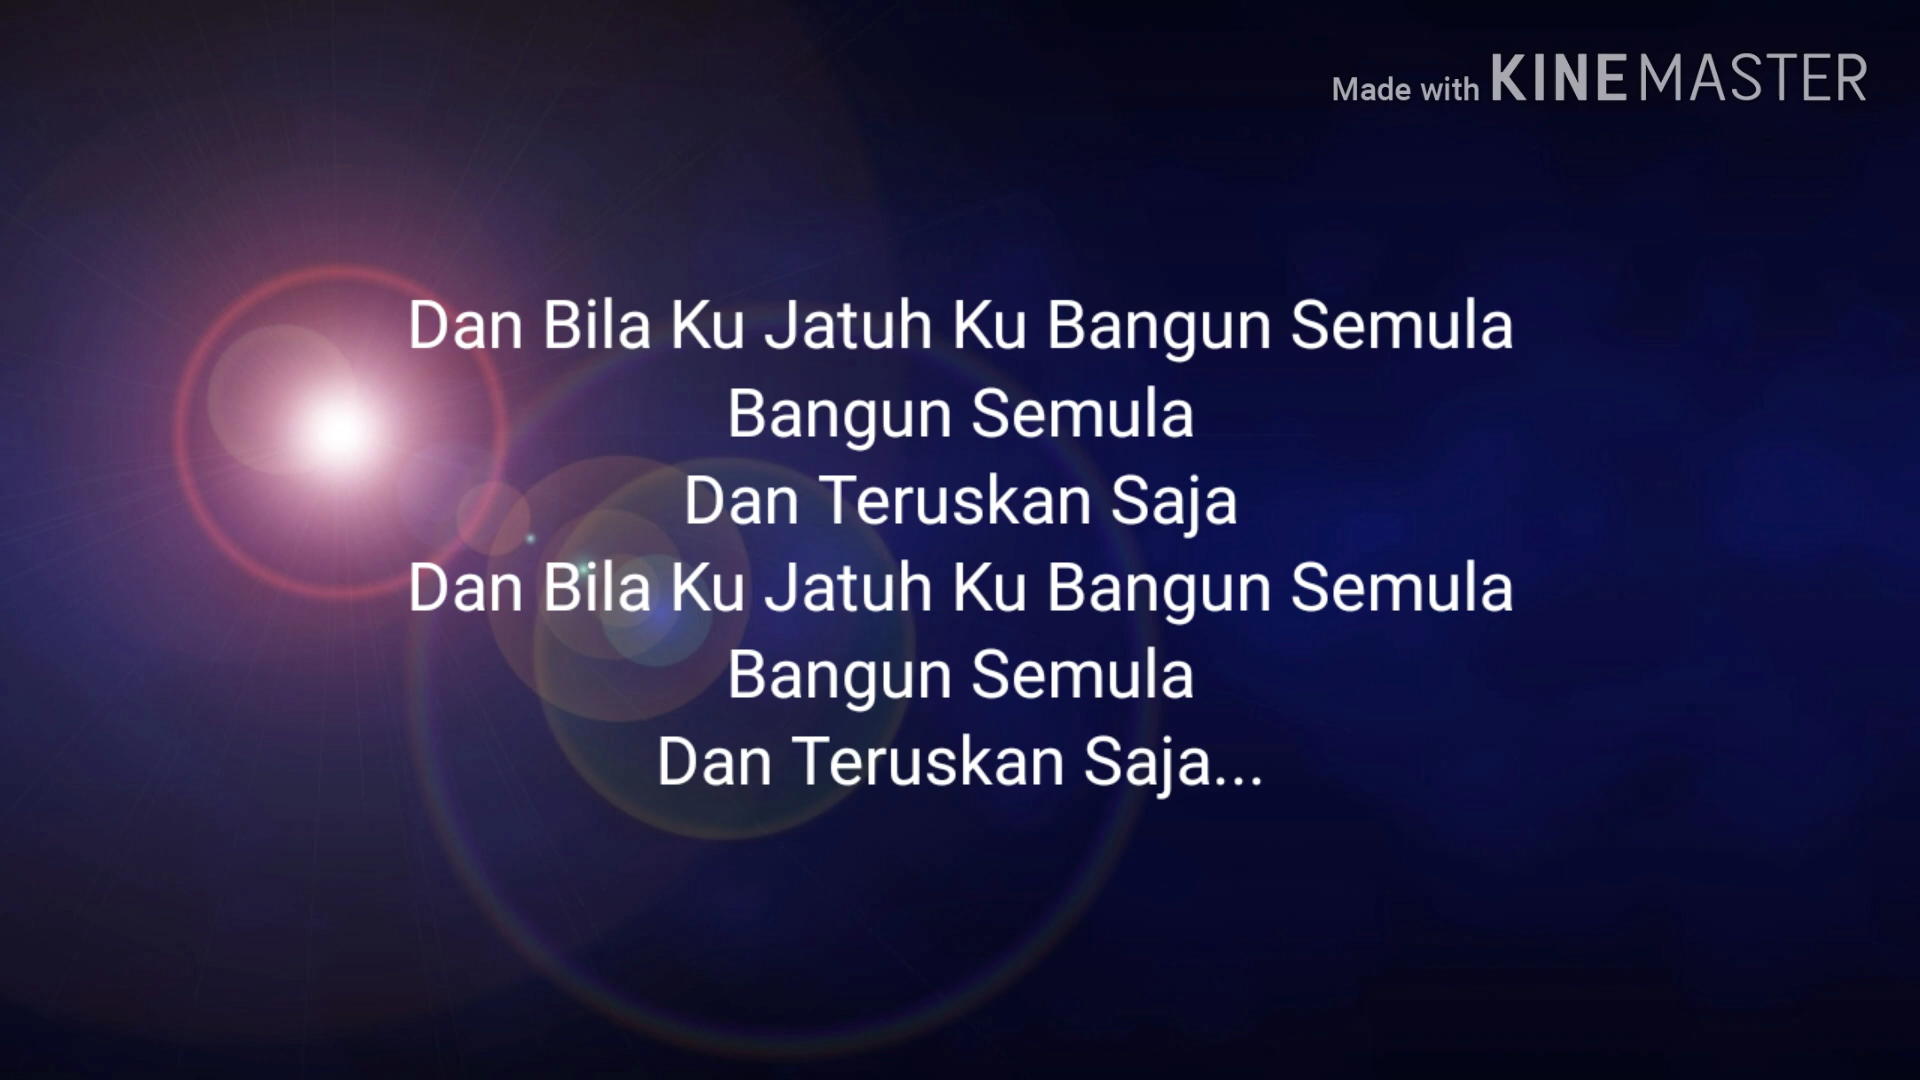 Made with KINEMASTER
Dan Bila Ku Jatuh Ku Bangun Semula
Bangun Semula
Dan Teruskan Saja
Dan Bila Ku Jatuh Ku Bangun Semula
Bangun Semula
Dan Teruskan Saja...